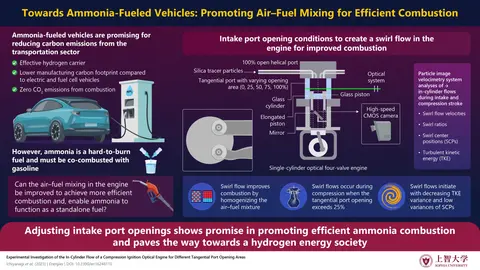 Towards Ammonia-Fueled Vehicles: Promoting Air–Fuel Mixing for Efficient Combustion
Ammonia-fueled vehicles are promising for
reducing carbon emissions from the
transportation sector
Effective hydrogen carrier
Lower manufacturing carbon footprint compared
to electric and fuel cell vehicles
Zero CO2 emissions from combustion
However, ammonia is a hard-to-burn
fuel and must be co-combusted with
gasoline
Can the air–fuel mixing in the engine
be improved to achieve more efficient
combustion and, enable ammonia to
function as a standalone fuel?
Intake port opening conditions to create a swirl flow in the
engine for improved combustion
100% open helical port
Silica tracer particles
Tangential port with varying opening
area (0, 25, 50, 75, 100%)
Optical
system
Glass piston
Glass
cylinder
Elongated
piston
Mirror
High-speed
CMOS camera
Single-cylinder optical four-valve engine
Particle image
velocimetry system
analyses of →
in-cylinder flows
during intake and
compression stroke
Swirl flow velocities
Swirl ratios
Swirl center
positions (SCPs)
Turbulent kinetic
energy (TKE)
Swirl flow improves
combustion by
homogenizing the
air–fuel mixture
Swirl flows occur during
compression when the
tangential port opening
exceeds 25%
Swirl flows initiate
with decreasing TKE
variance and low
variances of SCPs
Adjusting intake port openings shows promise in promoting efficient ammonia combustion
and paves the way towards a hydrogen energy society
Experimental Investigation of the In-Cylinder Flow of a Compression Ignition Optical Engine for Different Tangential Port Opening Areas
上智大学